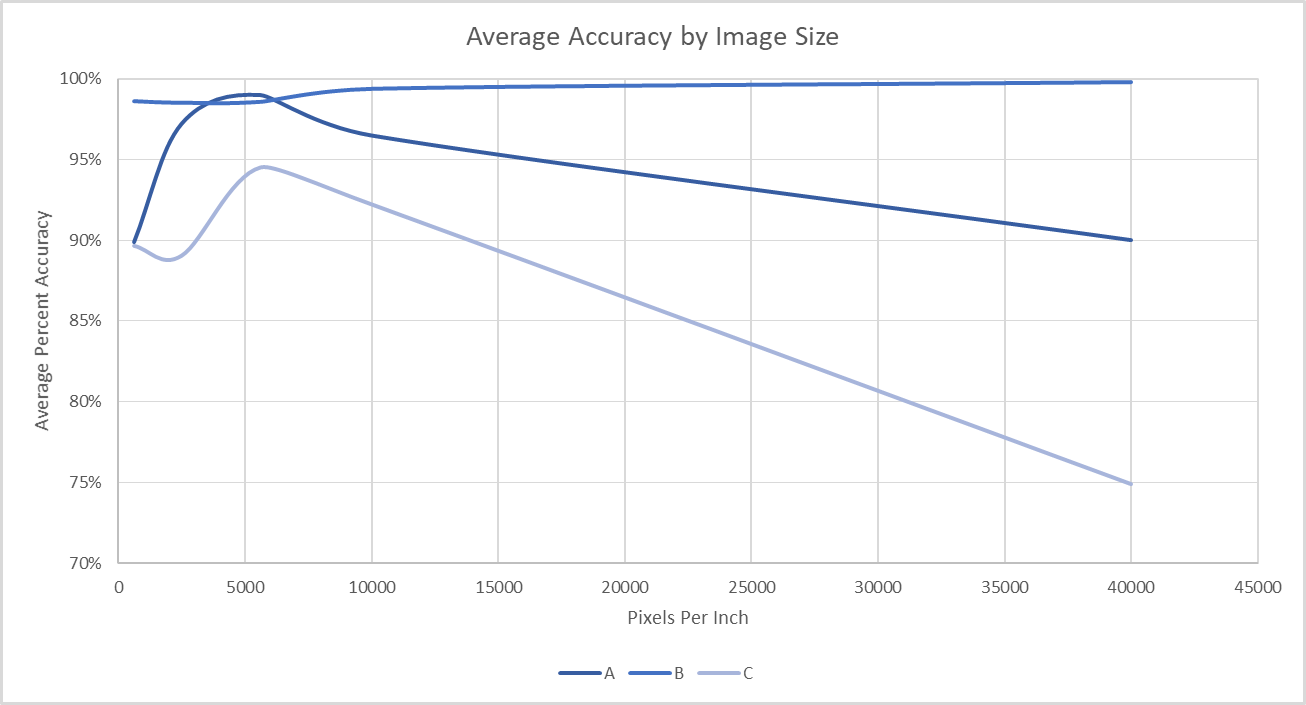 Average Accuracy by Image Size
100%
95%
90%
85%
80%
75%
70%
Average Percent Accuracy
0 5000 10000 15000 20000 25000 30000 35000 40000 45000
Pixels Per Inch
A B C